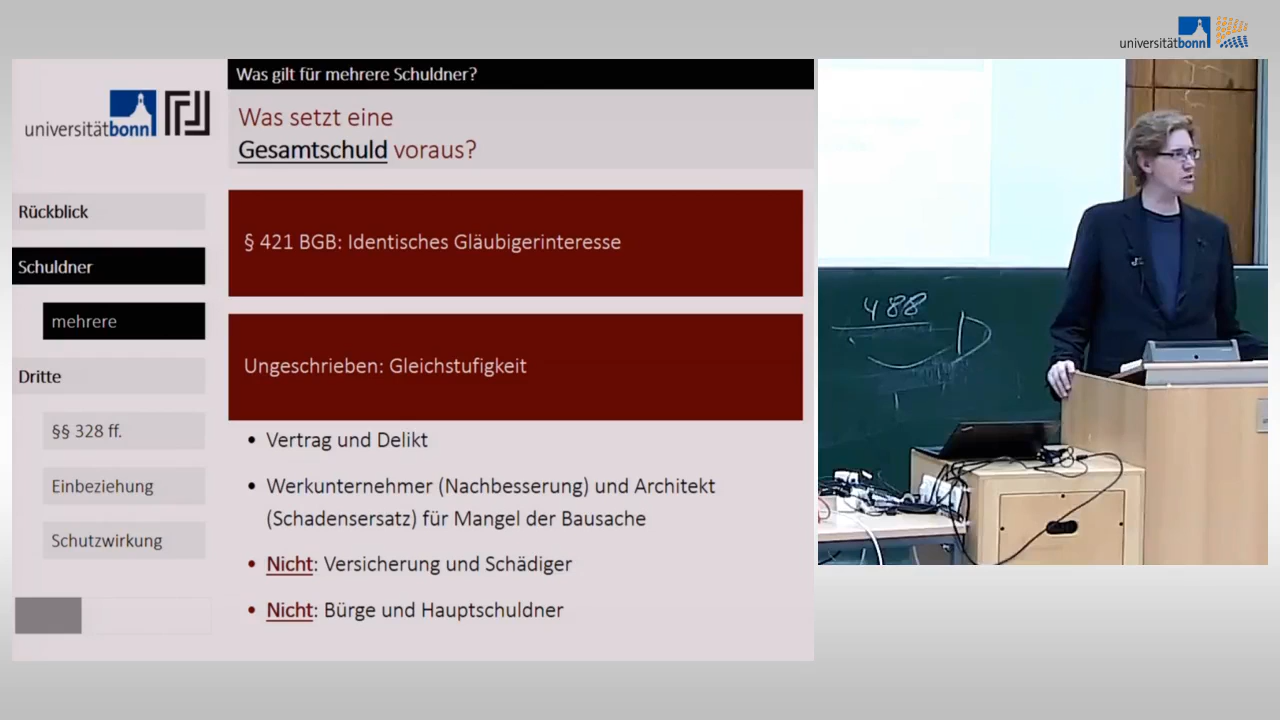 universitätbonn
universitätbonn
Was gilt für mehrere Schuldner?
Was setzt eine
Gesamtschuld voraus?
Rückblick
Schuldner
mehrere
Dritte
§§ 328 ff.
Einbeziehung
Schutzwirkung
§ 421 BGB: Identisches Gläubigerinteresse
Ungeschrieben: Gleichstufigkeit
• Vertrag und Delikt
• Werkunternehmer (Nachbesserung) und Architekt
(Schadensersatz) für Mangel der Bausache
• Nicht: Versicherung und Schädiger
• Nicht: Bürge und Hauptschuldner
488